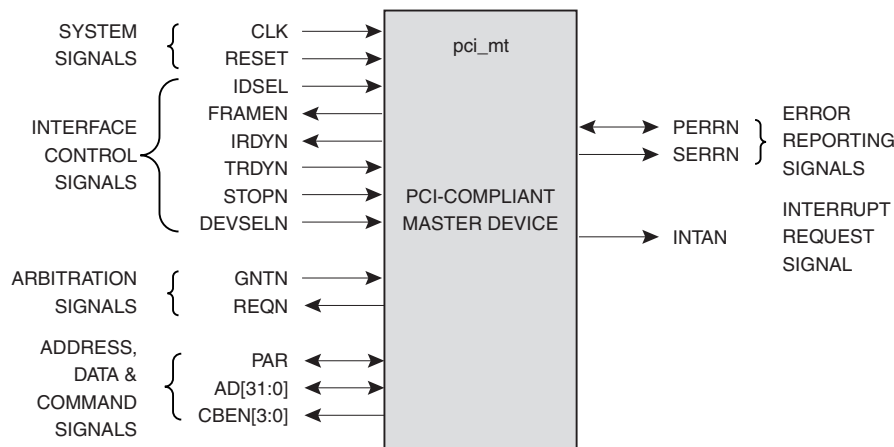 SYSTEM
SIGNALS
CLK
RESET
INTERFACE
CONTROL
SIGNALS
IDSEL
FRAMEN
IRDYN
TRDYN
STOPN
DEVSELN
ARBITRATION
SIGNALS
GNTN
REQN
ADDRESS,
DATA &
COMMAND
SIGNALS
PAR
AD[31:0]
CBEN[3:0]
pci_mt
PCI-COMPLIANT
MASTER DEVICE
PERRN
SERRN
ERROR
REPORTING
SIGNALS
INTAN
INTERRUPT
REQUEST
SIGNAL